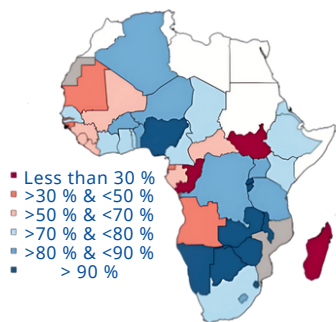 Less than 30 %
>30 % & <50 %
>50 % & <70 %
>70 % & <80 %
>80 % & <90 %
> 90 %